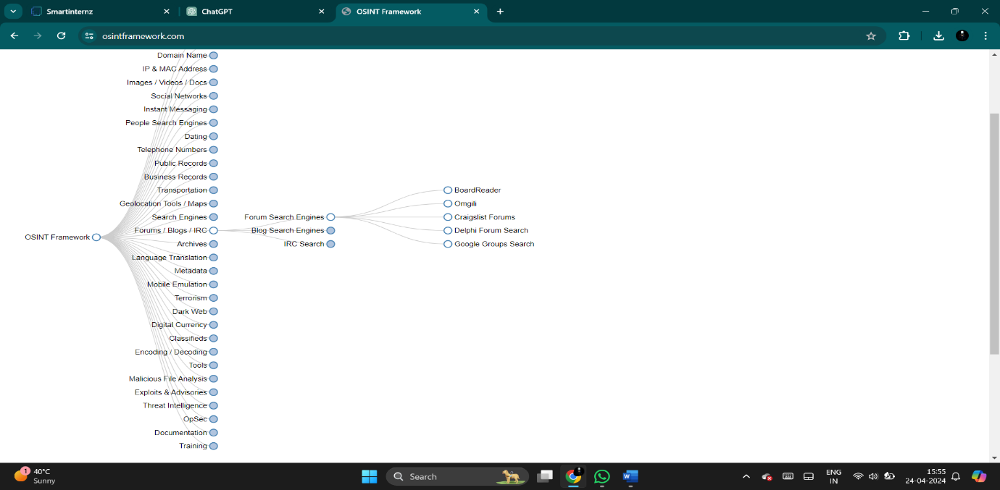 Smartinternz
ChatGPT
OSINT Framework
osintframework.com
Domain Name
IP & MAC Address
Images / Videos / Docs
Social Networks
Instant Messaging
People Search Engines
Dating
Telephone Numbers
Public Records
Business Records
Transportation
Geolocation Tools / Maps
Search Engines
Forums / Blogs / IRC
Archives
Language Translation
Metadata
Mobile Emulation
Terrorism
Dark Web
Digital Currency
Classifieds
Encoding / Decoding
Tools
Malicious File Analysis
Exploits & Advisories
Threat Intelligence
OpSec
Documentation
Training
OSINT Framework
Forum Search Engines
Blog Search Engines
IRC Search
BoardReader
Omgili
Craigslist Forums
Delphi Forum Search
Google Groups Search
1
40°C
Sunny
Search
W
ENG
IN
15:55
24-04-2024